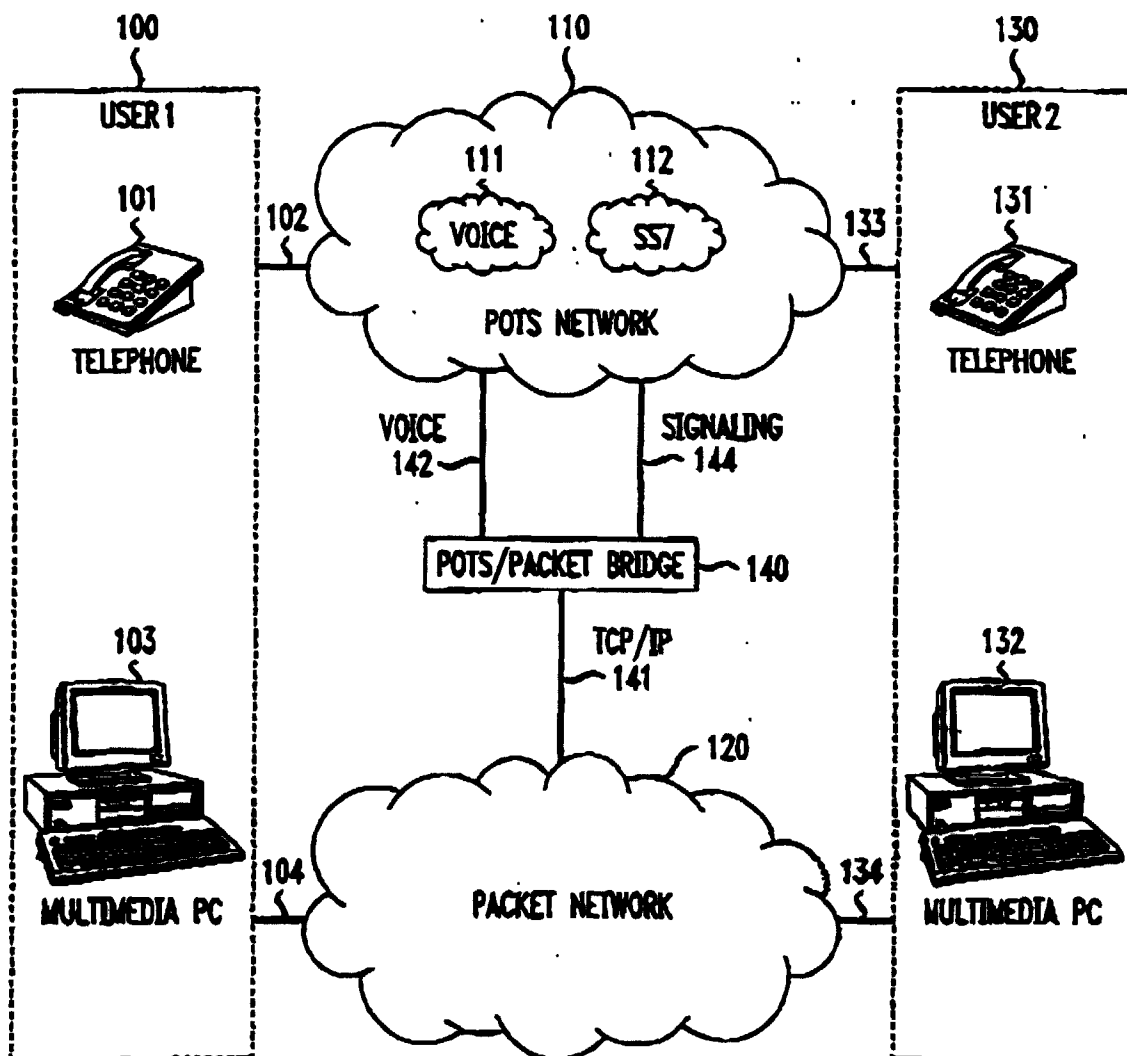 100
110
130
USER 1
USER 2
111
112
101
131
102
VOICE
SS7
133
POTS NETWORK
TELEPHONE
TELEPHONE
VOICE
142
SIGNALING
144
POTS/PACKET BRIDGE
140
103
TCP/IP
141
132
120
104
134
MULTIMEDIA PC
PACKET NETWORK
MULTIMEDIA PC